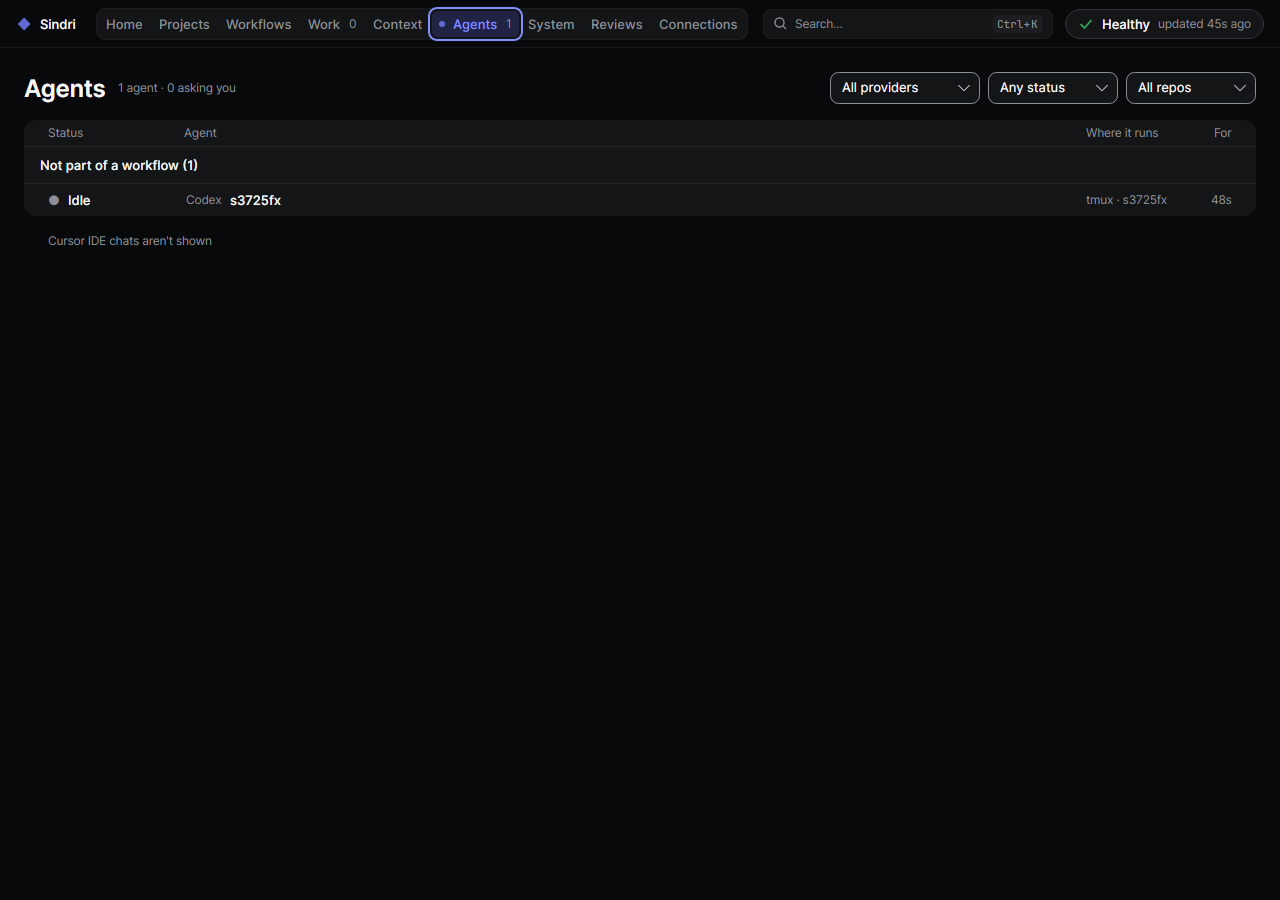 Sindri Home Projects Workflows Work 0 Context Agents 1 System Reviews Connections Search... Ctrl+K Healthy updated 45s ago
Agents 1 agent · 0 asking you All providers Any status All repos
Status Agent Where it runs For
Not part of a workflow (1)
Idle Codex s3725fx tmux · s3725fx 48s
Cursor IDE chats aren't shown